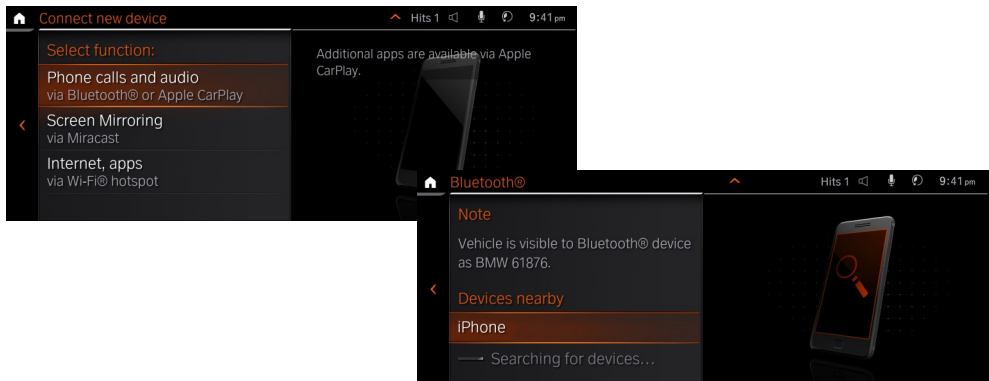 Connect new device
Hits 1
9:41 pm
Select function:
Phone calls and audio
via Bluetooth® or Apple CarPlay
Screen Mirroring
via Miracast
Internet, apps
via Wi-Fi® hotspot
Additional apps are available via Apple
CarPlay.
Bluetooth®
Hits 1
9:41 pm
Note
Vehicle is visible to Bluetooth® device
as BMW 61876.
Devices nearby
iPhone
Searching for devices...